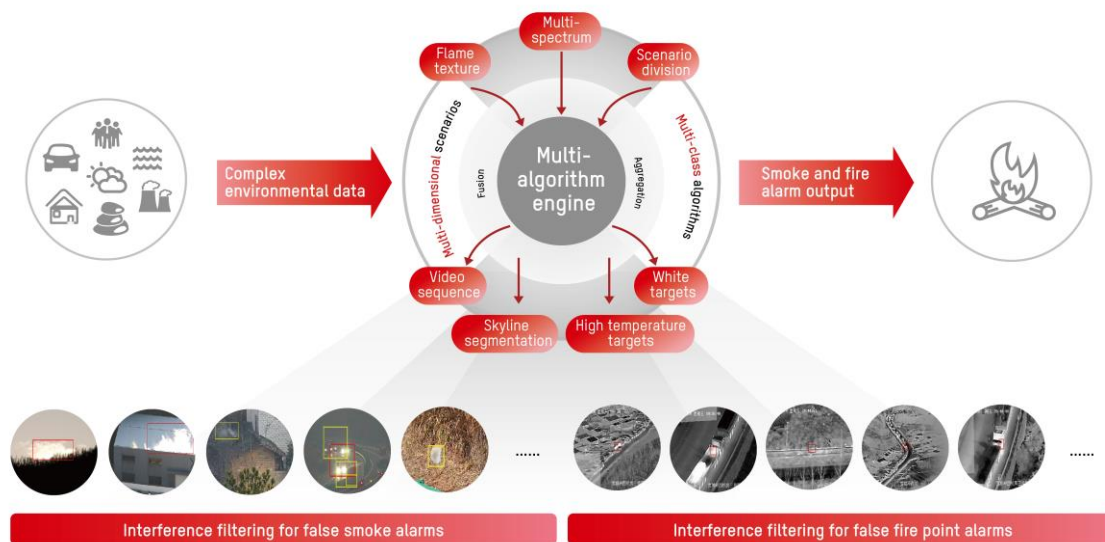 Multi-
spectrum
Flame
texture
Scenario
division
Multi-dimensional scenarios
Fusion
Multi-
algorithm
engine
Aggregation
Multi-class algorithms
Complex
environmental data
Smoke and fire
alarm output
Video
sequence
White
targets
Skyline
segmentation
High temperature
targets
......
......
Interference filtering for false smoke alarms
Interference filtering for false fire point alarms